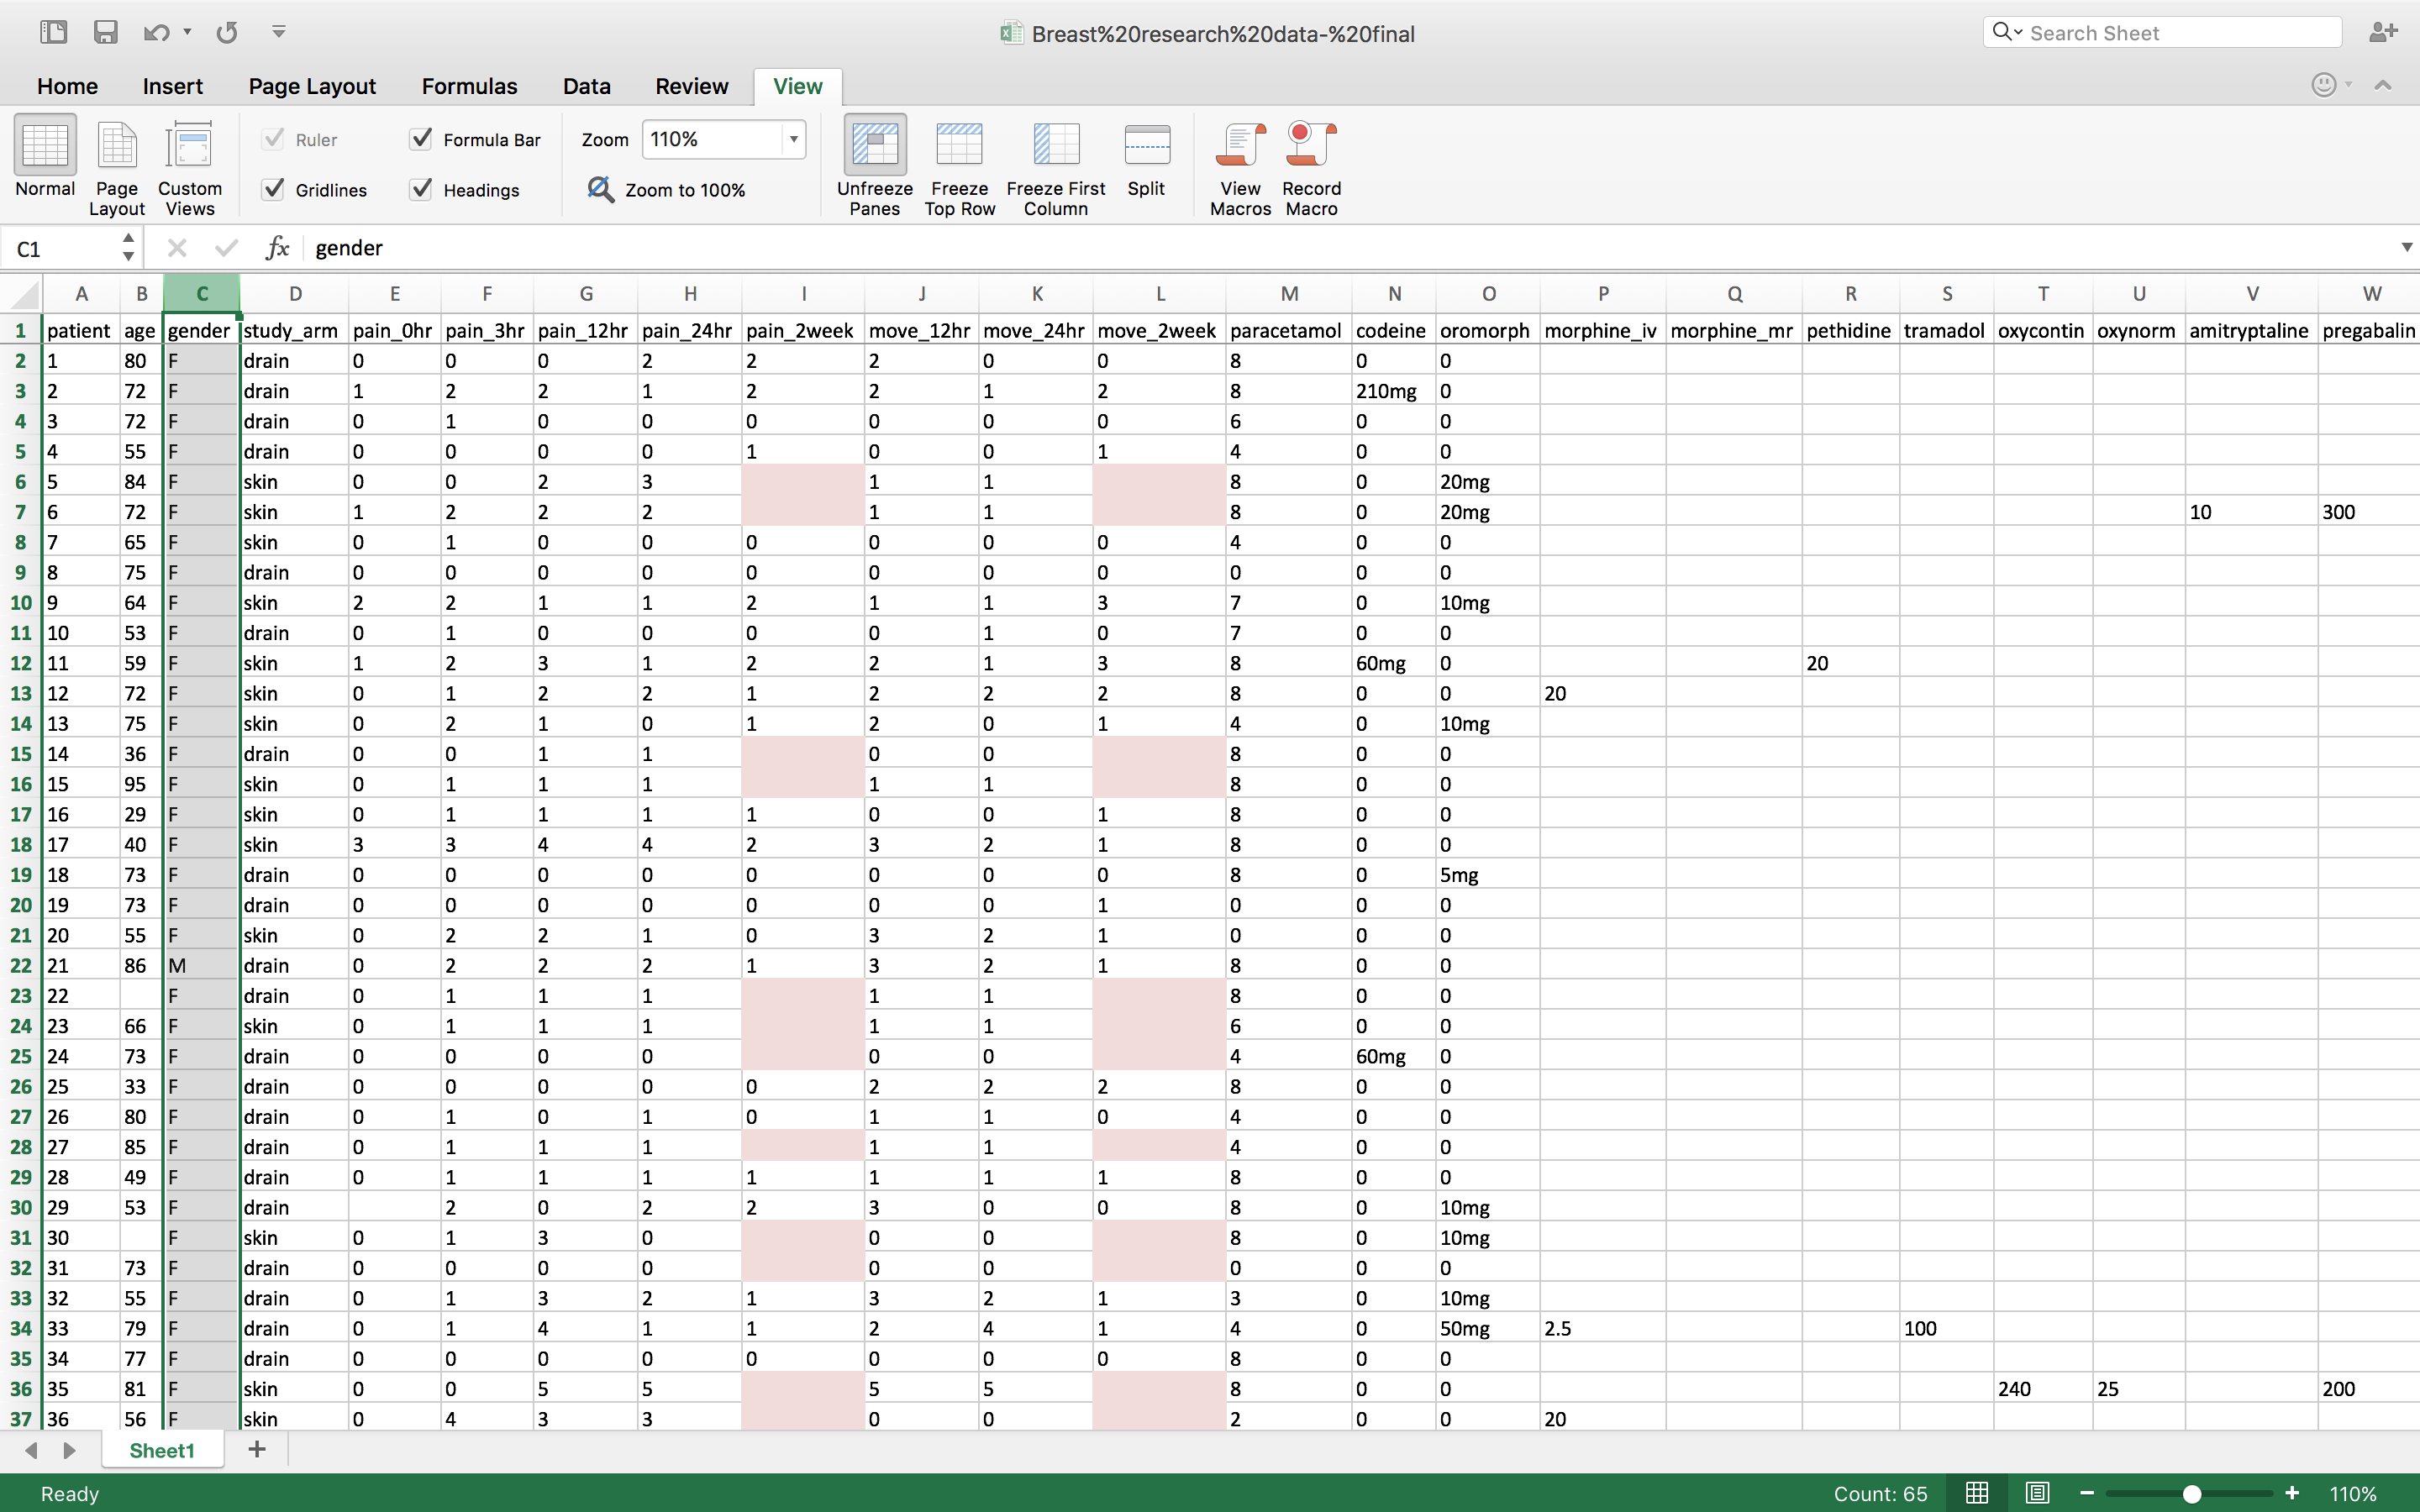 Breast%20research%20data-%20final
Search Sheet
Home Insert Page Layout Formulas Data Review View
Ruler Formula Bar Zoom 110%
Gridlines Headings Zoom to 100%
Normal Page Layout Custom Views Unfreeze Panes Freeze Top Row Freeze First Column Split View Macros Record Macro
C1 fx gender
A B C D E F G H I J K L M N O P Q R S T U V W
1 patient age gender study_arm pain_0hr pain_3hr pain_12hr pain_24hr pain_2week move_12hr move_24hr move_2week paracetamol codeine oromorph morphine_iv morphine_mr pethidine tramadol oxycontin oxynorm amitryptaline pregabalin
2 1 80 F drain 0 0 0 2 2 2 0 0 8 0 0
3 2 72 F drain 1 2 2 1 2 2 1 2 8 210mg 0
4 3 72 F drain 0 1 0 0 0 0 0 0 6 0 0
5 4 55 F drain 0 0 0 0 1 0 0 1 4 0 0
6 5 84 F skin 0 0 2 3 1 1 8 0 20mg
7 6 72 F skin 1 2 2 2 1 1 8 0 20mg 10 300
8 7 65 F skin 0 1 0 0 0 0 0 0 4 0 0
9 8 75 F drain 0 0 0 0 0 0 0 0 0 0 0
10 9 64 F skin 2 2 1 1 2 1 1 3 7 0 10mg
11 10 53 F drain 0 1 0 0 0 0 1 0 7 0 0
12 11 59 F skin 1 2 3 1 2 2 1 3 8 60mg 0 20
13 12 72 F skin 0 1 2 2 1 2 2 2 8 0 0 20
14 13 75 F skin 0 2 1 0 1 2 0 1 4 0 10mg
15 14 36 F drain 0 0 1 1 0 0 8 0 0
16 15 95 F skin 0 1 1 1 1 1 8 0 0
17 16 29 F skin 0 1 1 1 1 0 0 1 8 0 0
18 17 40 F skin 3 3 4 4 2 3 2 1 8 0 0
19 18 73 F drain 0 0 0 0 0 0 0 0 8 0 5mg
20 19 73 F drain 0 0 0 0 0 0 0 1 0 0 0
21 20 55 F skin 0 2 2 1 0 3 2 1 0 0 0
22 21 86 M drain 0 2 2 2 1 3 2 1 8 0 0
23 22 F drain 0 1 1 1 1 1 8 0 0
24 23 66 F skin 0 1 1 1 1 1 6 0 0
25 24 73 F drain 0 0 0 0 0 0 4 60mg 0
26 25 33 F drain 0 0 0 0 0 2 2 2 8 0 0
27 26 80 F drain 0 1 0 1 0 1 1 0 4 0 0
28 27 85 F drain 0 1 1 1 1 1 4 0 0
29 28 49 F drain 0 1 1 1 1 1 1 1 8 0 0
30 29 53 F drain 2 0 2 2 3 0 0 8 0 10mg
31 30 F skin 0 1 3 0 0 0 8 0 10mg
32 31 73 F drain 0 0 0 0 0 0 0 0 0
33 32 55 F drain 0 1 3 2 1 3 2 1 3 0 10mg
34 33 79 F drain 0 1 4 1 1 2 4 1 4 0 50mg 2.5 100
35 34 77 F drain 0 0 0 0 0 0 0 0 8 0 0
36 35 81 F skin 0 0 5 5 5 5 8 0 0 240 25 200
37 36 56 F skin 0 4 3 3 0 0 2 0 0 20
Sheet1
Ready Count: 65 110%